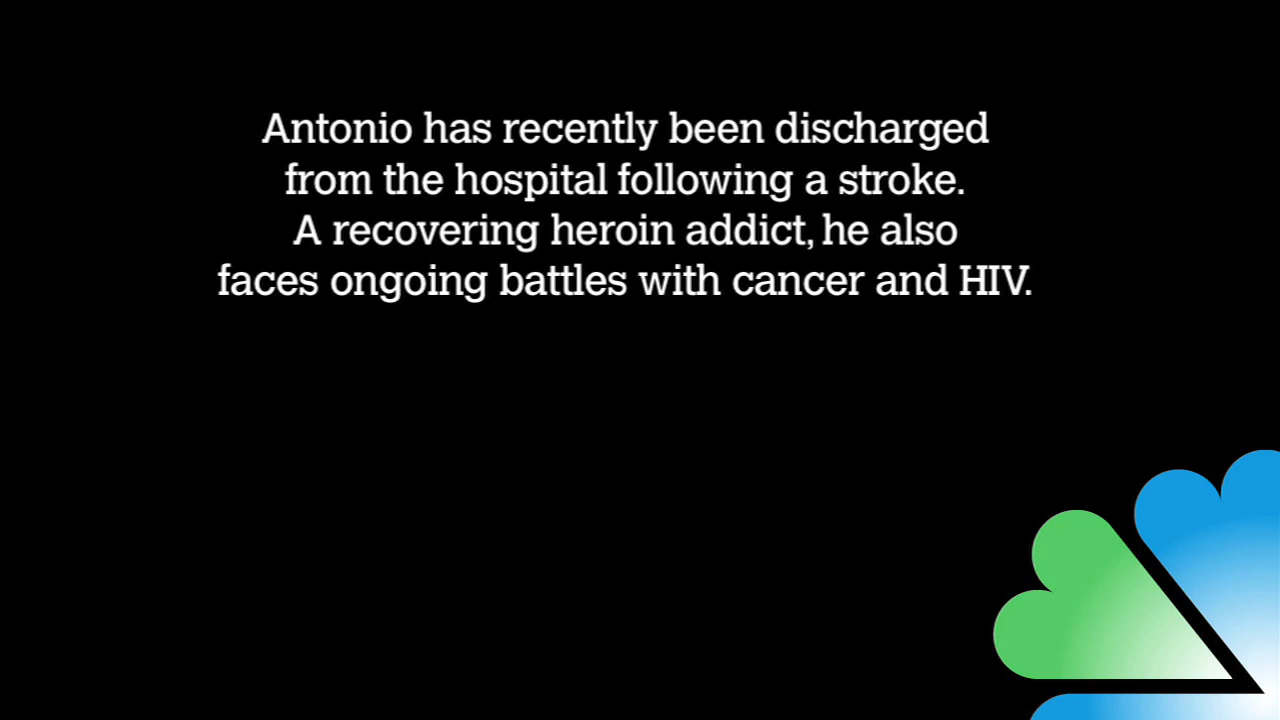 Antonio has recently been discharged
from the hospital following a stroke.
A recovering heroin addict, he also
faces ongoing battles with cancer and HIV.